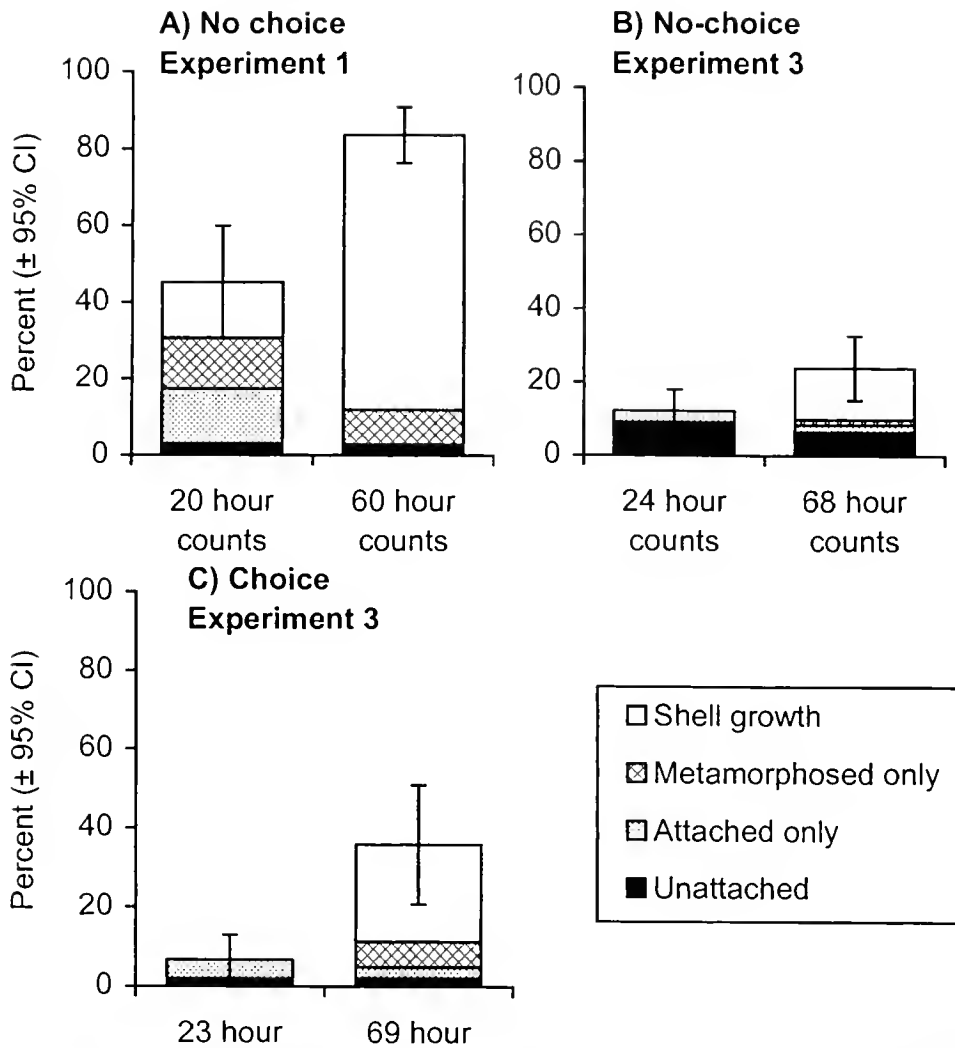 A) No choice
Experiment 1
Percent (± 95% CI)
100
80
60
40
20
0
20 hour
counts
60 hour
counts
B) No-choice
Experiment 3
100
80
60
40
20
0
24 hour
counts
68 hour
counts
C) Choice
Experiment 3
Percent (± 95% CI)
100
80
60
40
20
0
23 hour
69 hour
Shell growth
Metamorphosed only
Attached only
Unattached